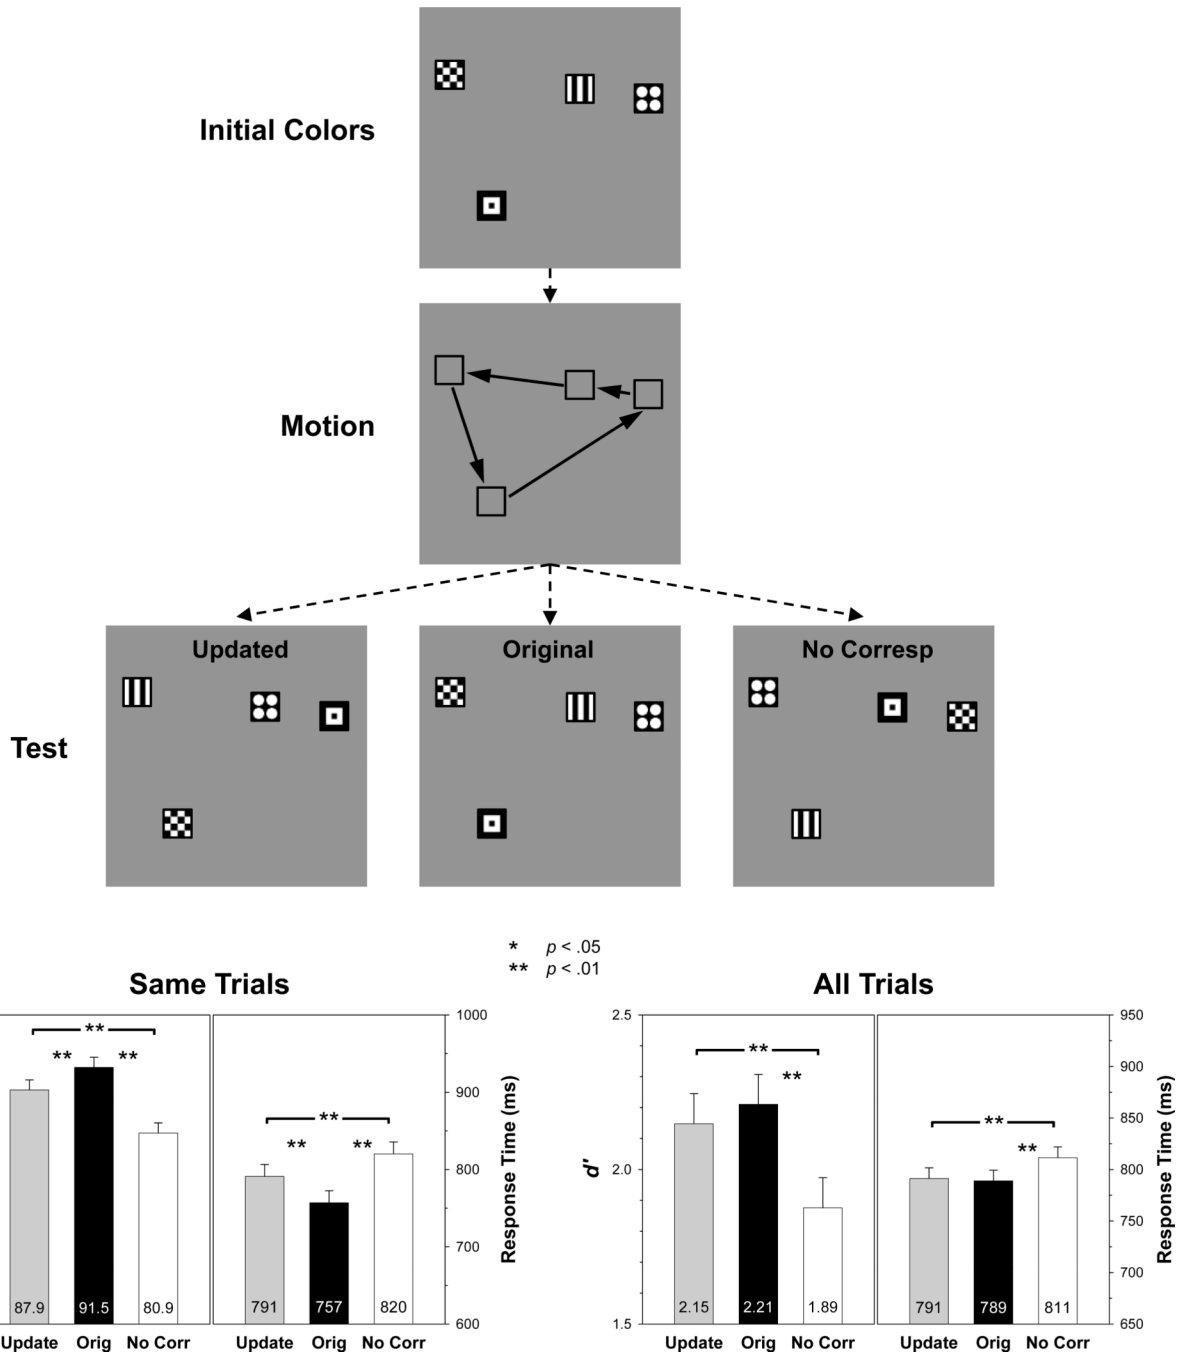 Initial Colors
Motion
Updated
Original
No Corresp
Test
* p < .05
** p < .01
Same Trials
All Trials
1000
900
800
700
600
Response Time (ms)
**
** **
**
** **
87.9 91.5 80.9
791 757 820
Update Orig No Corr
Update Orig No Corr
2.5
2.0
1.5
d'
**
**
**
**
2.15 2.21 1.89
791 789 811
950
900
850
800
750
700
650
Response Time (ms)
Update Orig No Corr
Update Orig No Corr